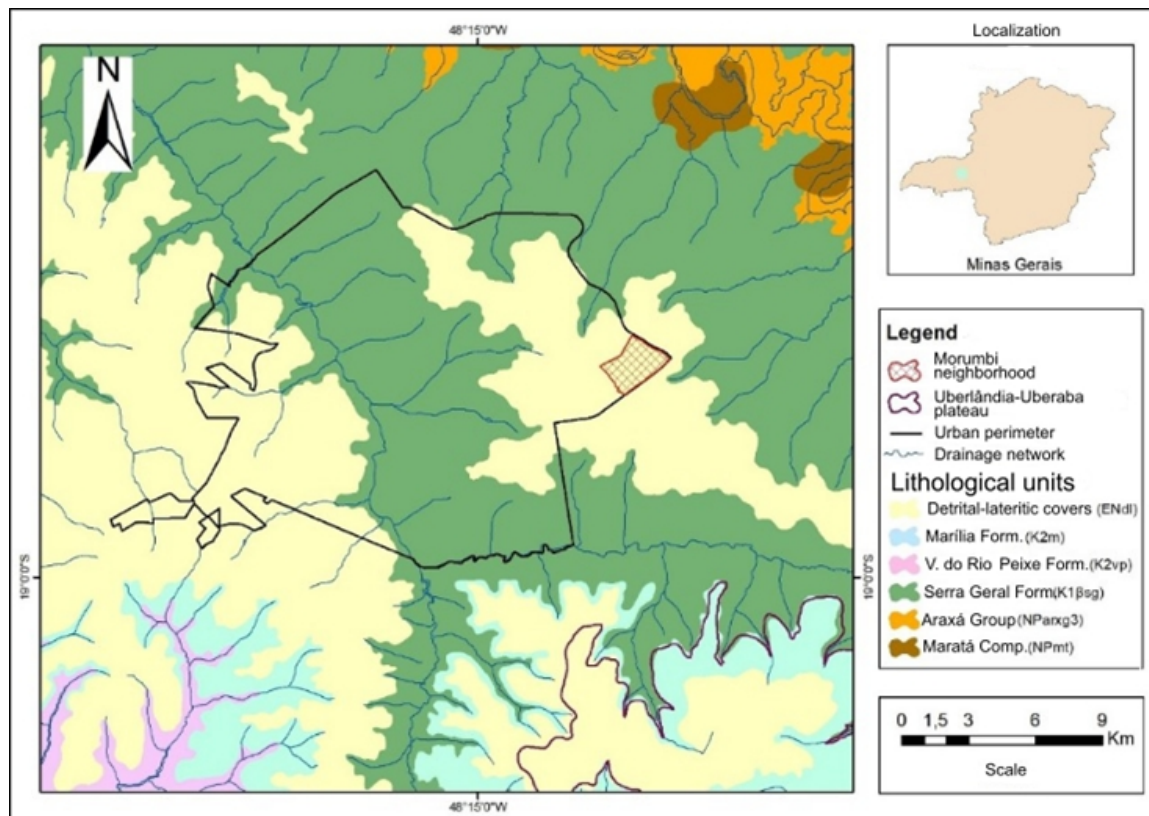 48°15'0"W
Localization
N
Minas Gerais
Legend
Morumbi
neighborhood
Uberlândia-Uberaba
plateau
Urban perimeter
Drainage network
Lithological units
Detrital-lateritic covers (ENdl)
Marília Form.(K2m)
V. do Rio Peixe Form.(K2vp)
Serra Geral Form(K1βsg)
Araxá Group(NParxg3)
Maratá Comp.(NPmt)
19°0'0"S
19°0'0"S
0 1,5 3 6 9
Km
Scale
48°15'0"W